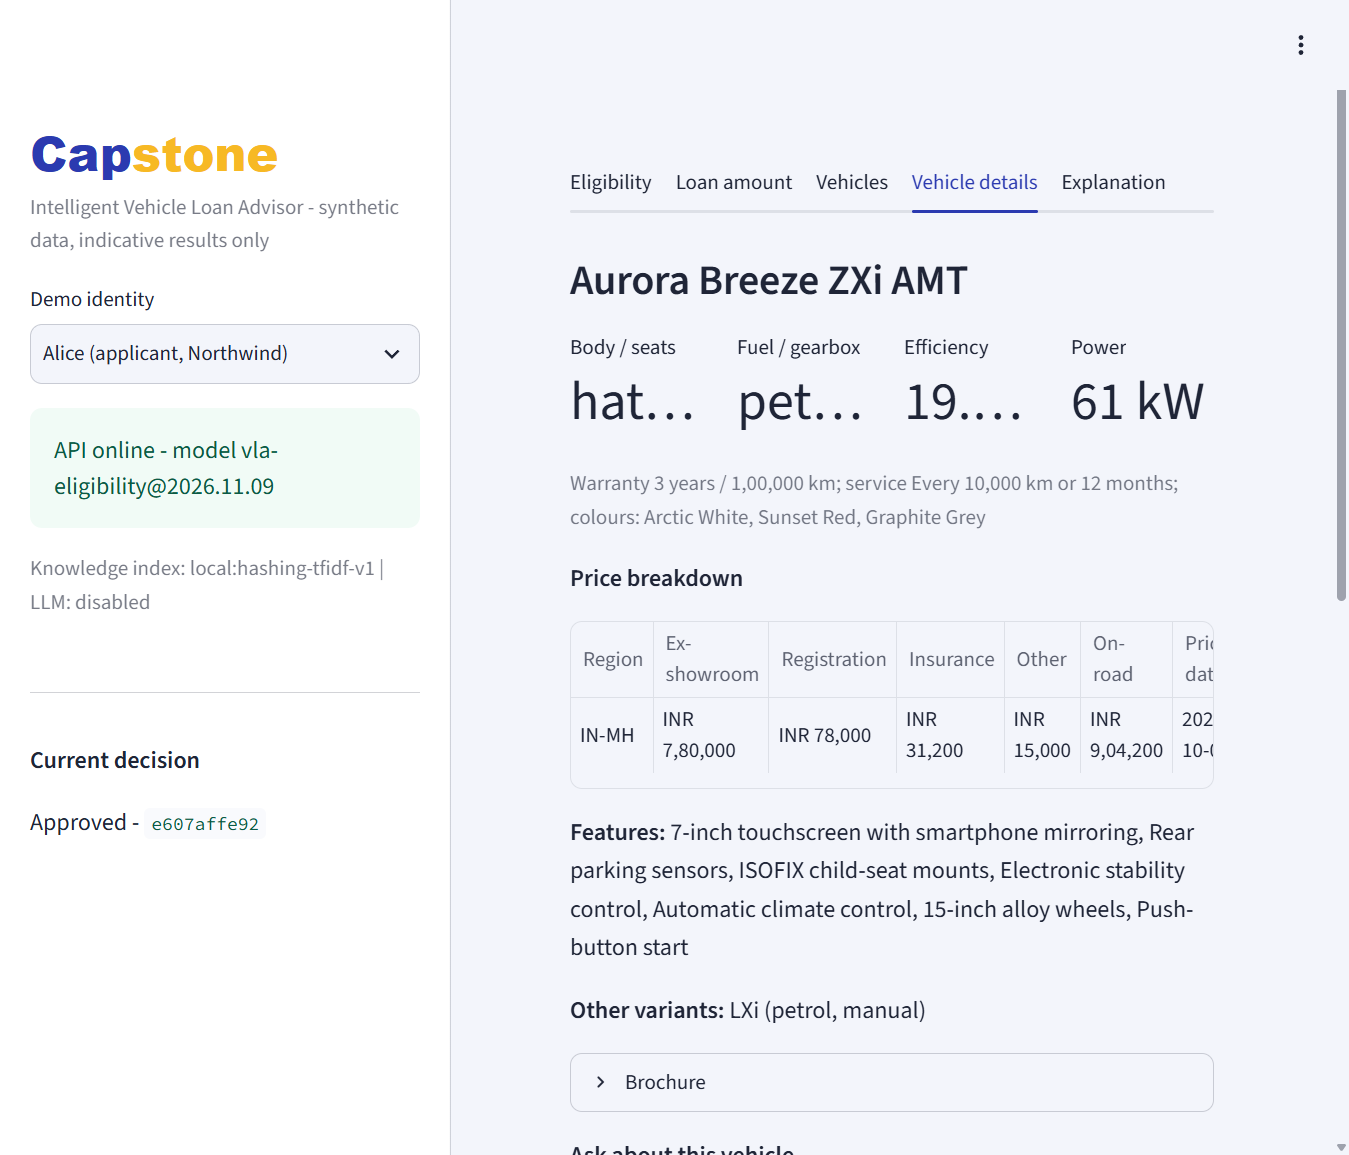 Capstone
Intelligent Vehicle Loan Advisor - synthetic
data, indicative results only
Demo identity
Alice (applicant, Northwind)
API online - model vla-
eligibility@2026.11.09
Knowledge index: local:hashing-tfidf-v1 |
LLM: disabled
Current decision
Approved - e607affe92
Eligibility Loan amount Vehicles Vehicle details Explanation
Aurora Breeze ZXi AMT
Body / seats Fuel / gearbox Efficiency Power
hat… pet… 19.… 61 kW
Warranty 3 years / 1,00,000 km; service Every 10,000 km or 12 months;
colours: Arctic White, Sunset Red, Graphite Grey
Price breakdown
Region Ex-showroom Registration Insurance Other On-road
IN-MH INR 7,80,000 INR 78,000 INR 31,200 INR 15,000 INR 9,04,200
Features: 7-inch touchscreen with smartphone mirroring, Rear
parking sensors, ISOFIX child-seat mounts, Electronic stability
control, Automatic climate control, 15-inch alloy wheels, Push-
button start
Other variants: LXi (petrol, manual)
Brochure
Ask about this vehicle